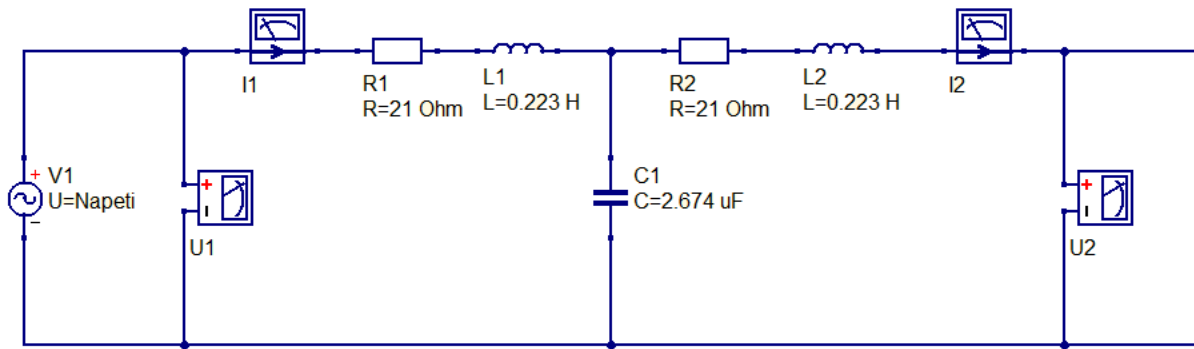 I1
R1
R=21 Ohm
L1
L=0.223 H
R2
R=21 Ohm
L2
L=0.223 H
I2
+
V1
U=Napeti
−
+
−
U1
C1
C=2.674 uF
+
−
U2